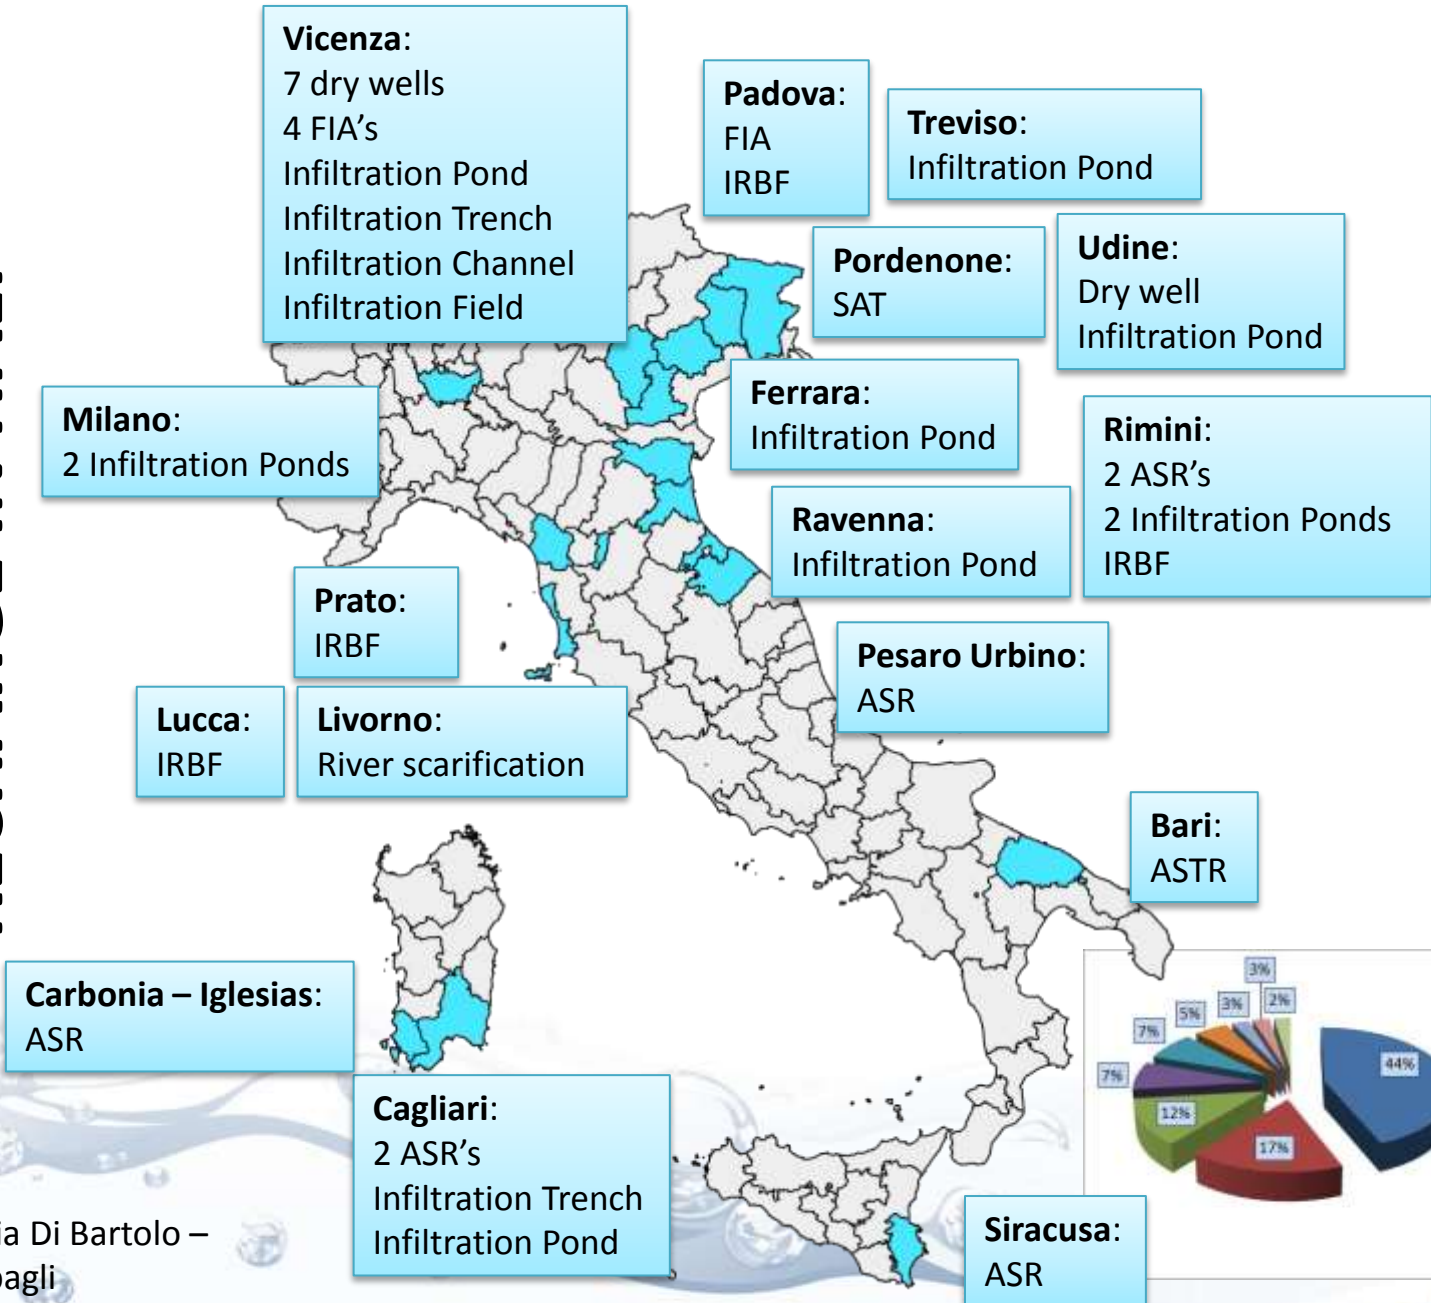 Vicenza:
7 dry wells
4 FIA's
Infiltration Pond
Infiltration Trench
Infiltration Channel
Infiltration Field
Padova:
FIA
IRBF
Treviso:
Infiltration Pond
Pordenone:
SAT
Udine:
Dry well
Infiltration Pond
Milano:
2 Infiltration Ponds
Ferrara:
Infiltration Pond
Rimini:
2 ASR's
2 Infiltration Ponds
IRBF
Ravenna:
Infiltration Pond
Prato:
IRBF
Pesaro Urbino:
ASR
Lucca:
IRBF
Livorno:
River scarification
Bari:
ASTR
Carbonia – Iglesias:
ASR
Cagliari:
2 ASR's
Infiltration Trench
Infiltration Pond
Siracusa:
ASR
3%
2%
3%
5%
7%
7%
12%
17%
44%
ia Di Bartolo –
pagli